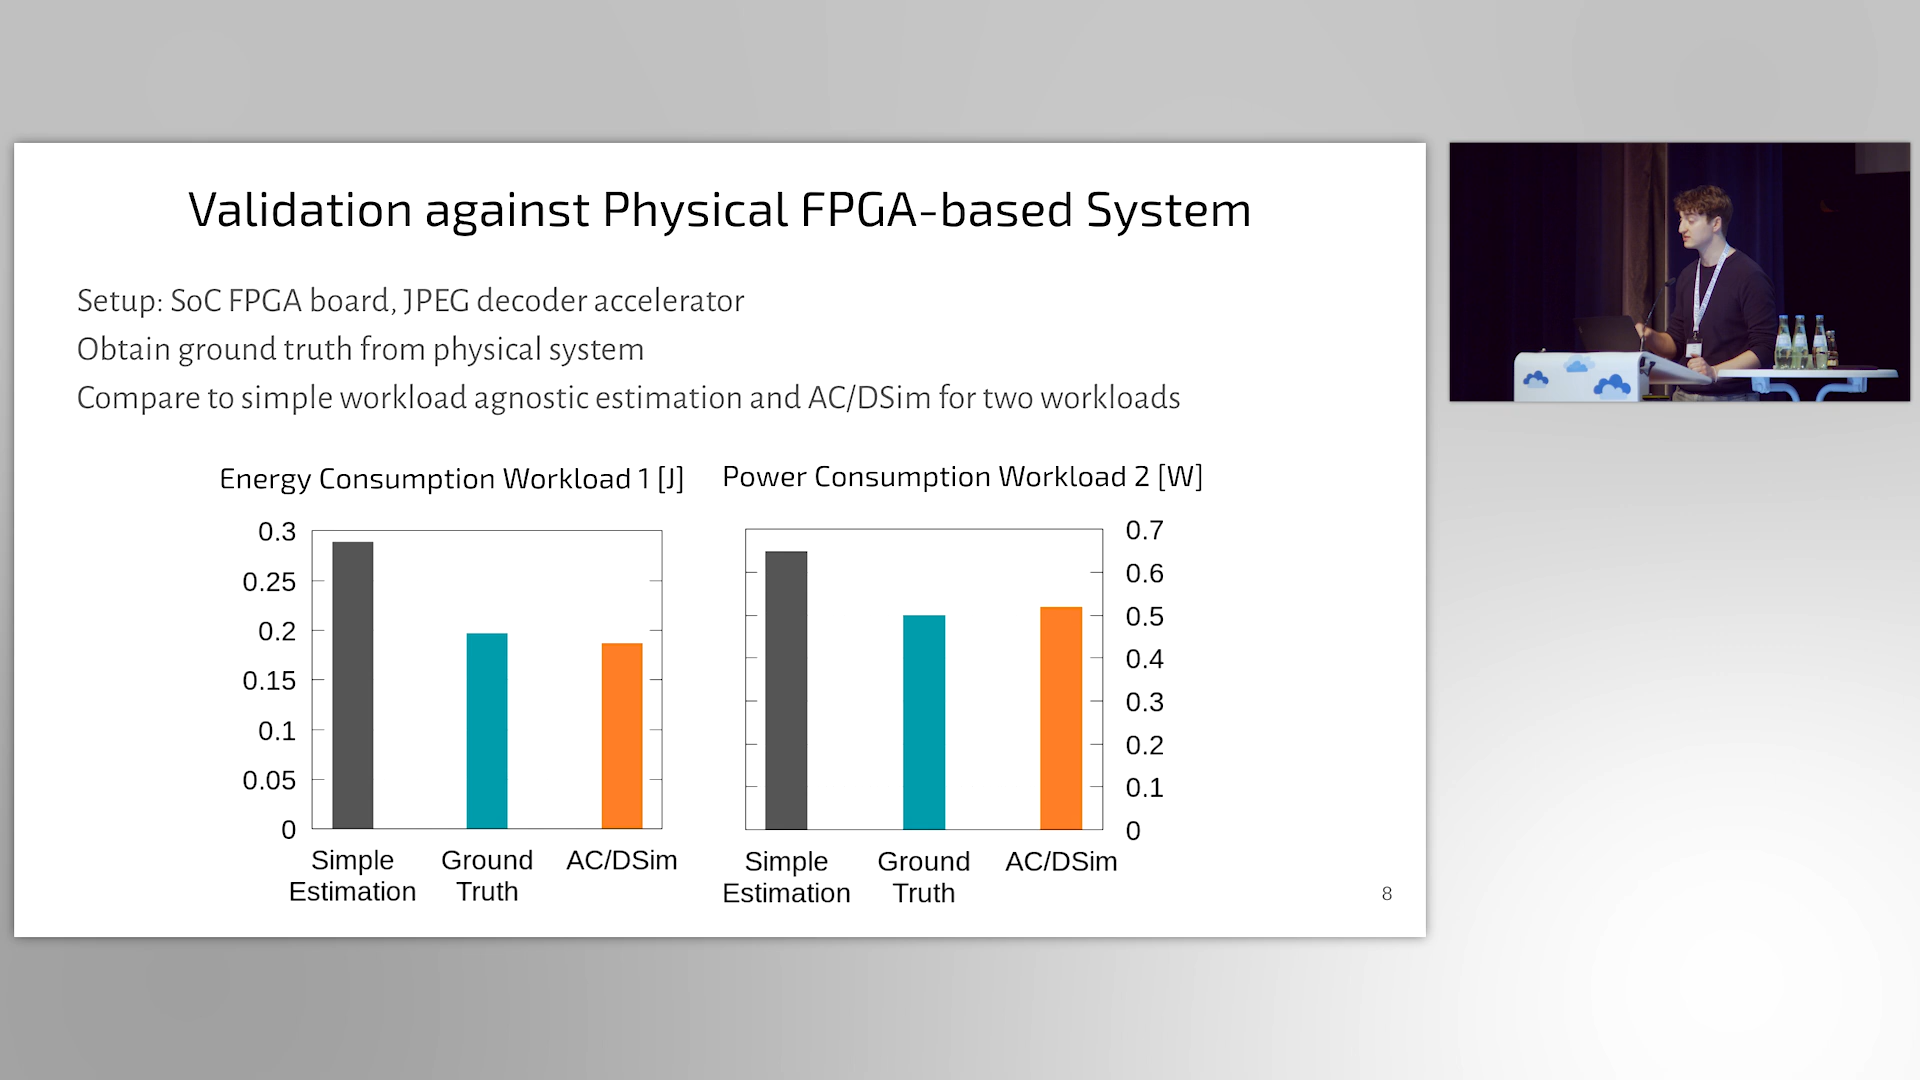 Validation against Physical FPGA-based System
Setup: SoC FPGA board, JPEG decoder accelerator
Obtain ground truth from physical system
Compare to simple workload agnostic estimation and AC/DSim for two workloads
Energy Consumption Workload 1 [J]
0.3
0.25
0.2
0.15
0.1
0.05
0
Simple
Estimation
Ground
Truth
AC/DSim
Power Consumption Workload 2 [W]
0.7
0.6
0.5
0.4
0.3
0.2
0.1
0
Simple
Estimation
Ground
Truth
AC/DSim
8